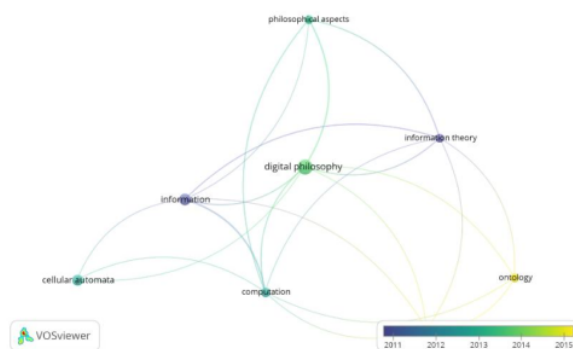 philosophical aspects
information theory
digital philosophy
information
cellular automata
computation
ontology
VOSviewer
2011 2012 2013 2014 2015